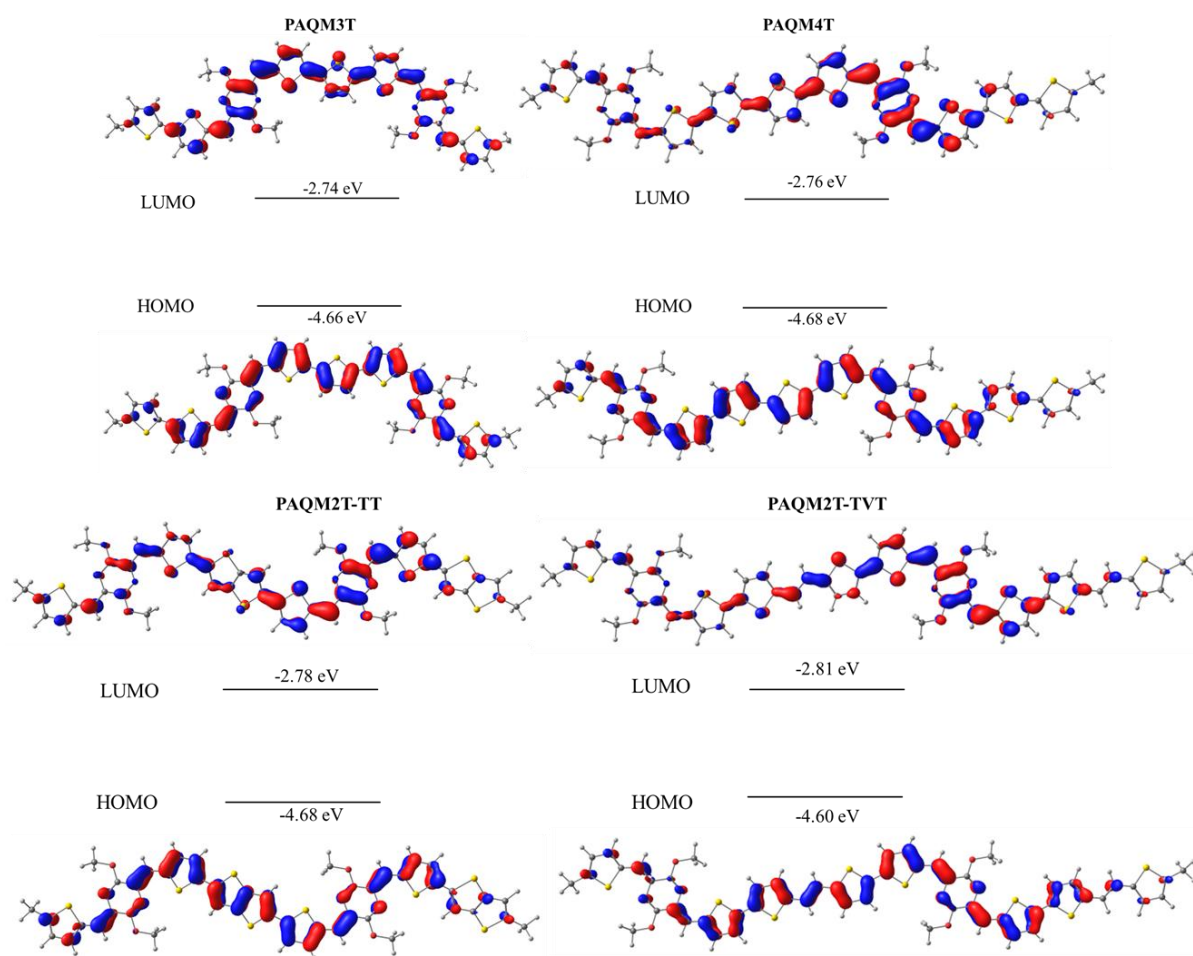 PAQM3T
PAQM4T
-2.74 eV
LUMO
-2.76 eV
LUMO
HOMO
-4.66 eV
HOMO
-4.68 eV
PAQM2T-TT
PAQM2T-TVT
-2.78 eV
LUMO
-2.81 eV
LUMO
HOMO
-4.68 eV
HOMO
-4.60 eV